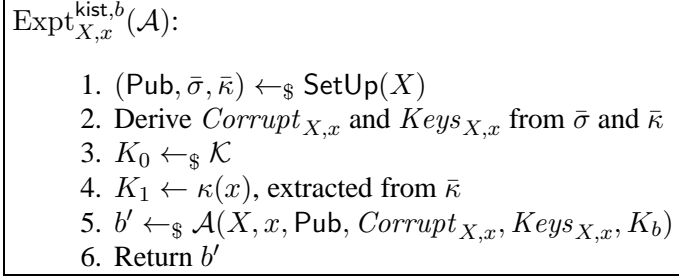 Expt^{kist,b}_{X,x}(𝒜):
1. (Pub, σ̄, κ̄) ←$ SetUp(X)
2. Derive Corrupt_{X,x} and Keys_{X,x} from σ̄ and κ̄
3. K_0 ←$ 𝒦
4. K_1 ← κ(x), extracted from κ̄
5. b′ ←$ 𝒜(X, x, Pub, Corrupt_{X,x}, Keys_{X,x}, K_b)
6. Return b′